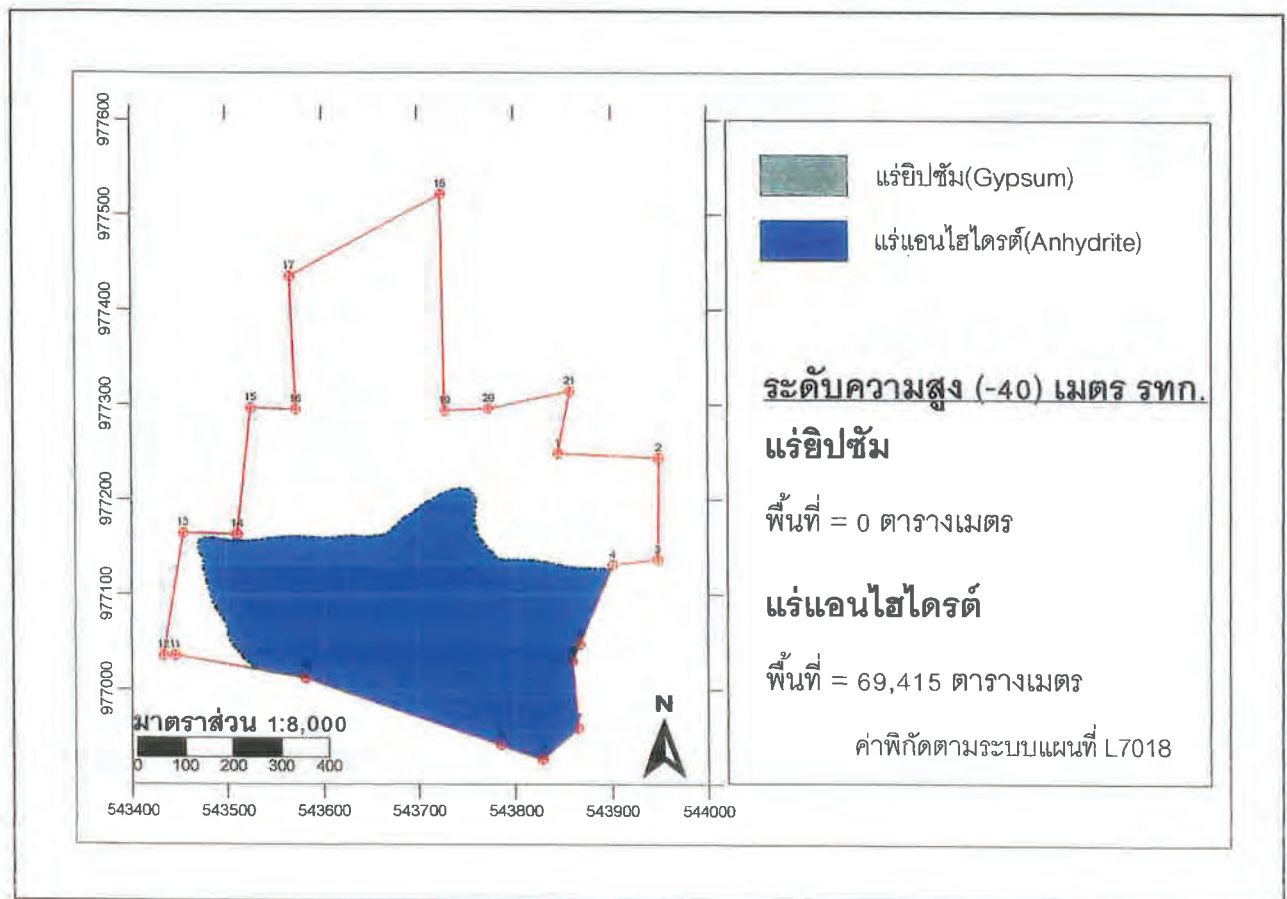 977600
977500
977400
977300
977200
977100
977000
18
17
21
15
16
19
20
1
2
13
14
4
3
12
11
มาตราส่วน 1:8,000
0 100 200 300 400
N
543400 543500 543600 543700 543800 543900 544000
แร่ยิปซัม(Gypsum)
แร่แอนไฮไดรต์(Anhydrite)
ระดับความสูง (-40) เมตร รทก.
แร่ยิปซัม
พื้นที่ = 0 ตารางเมตร
แร่แอนไฮไดรต์
พื้นที่ = 69,415 ตารางเมตร
ค่าพิกัดตามระบบแผนที่ L7018